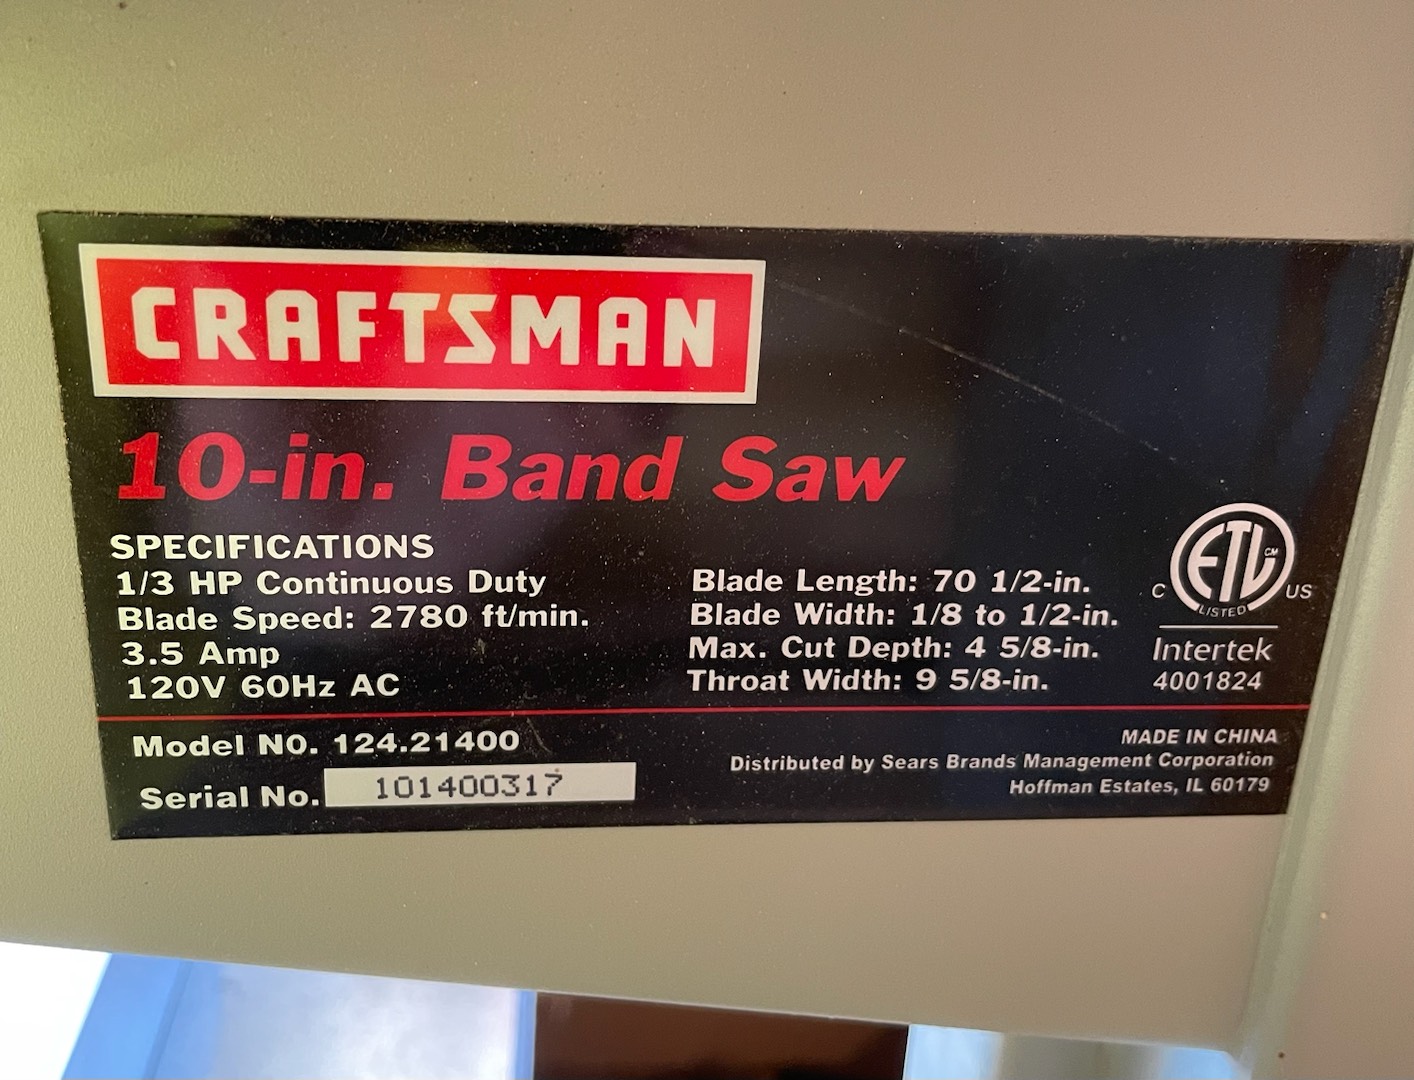 CRAFTSMAN
10-in. Band Saw
SPECIFICATIONS
1/3 HP Continuous Duty
Blade Speed: 2780 ft/min.
3.5 Amp
120V 60Hz AC
Blade Length: 70 1/2-in.
Blade Width: 1/8 to 1/2-in.
Max. Cut Depth: 4 5/8-in.
Throat Width: 9 5/8-in.
ETL CM
C LISTED US
Intertek
4001824
Model NO. 124.21400
Serial No. 101400317
MADE IN CHINA
Distributed by Sears Brands Management Corporation
Hoffman Estates, IL 60179